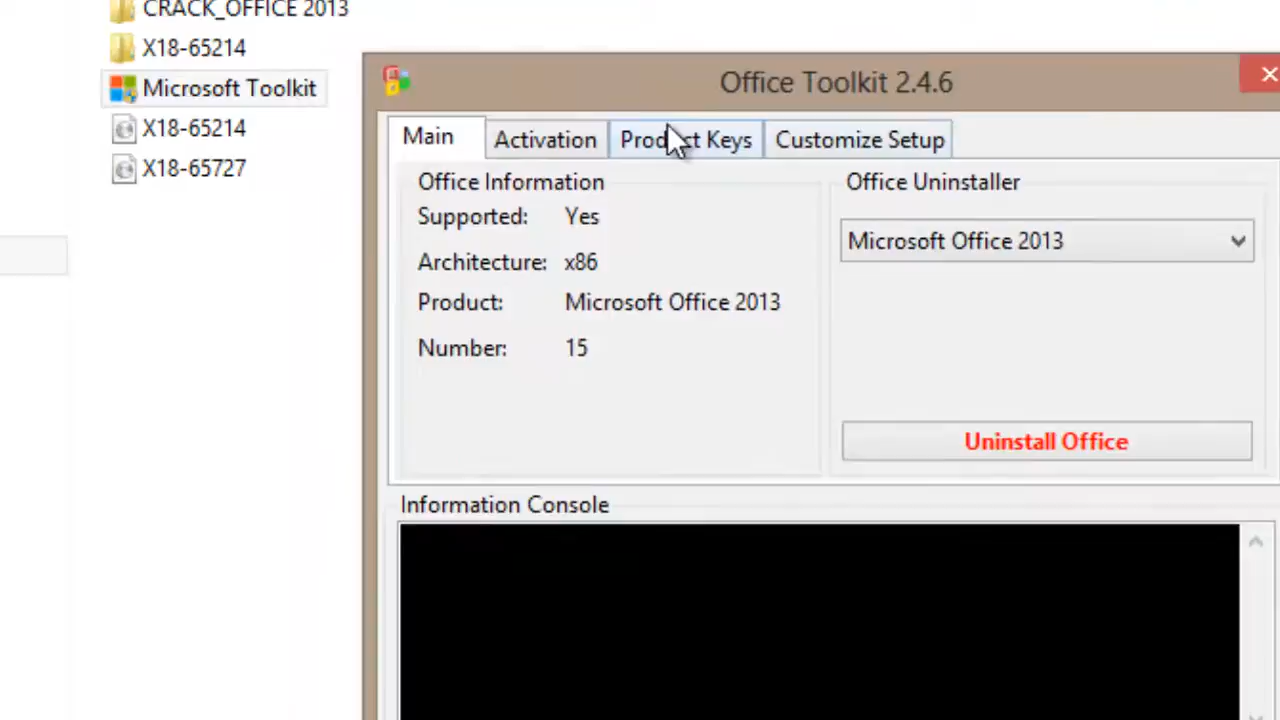 CRACK_OFFICE 2013
X18-65214
Microsoft Toolkit
X18-65214
X18-65727
Office Toolkit 2.4.6
Main
Activation
Product Keys
Customize Setup
Office Information
Supported: Yes
Architecture: x86
Product: Microsoft Office 2013
Number: 15
Office Uninstaller
Microsoft Office 2013
Uninstall Office
Information Console